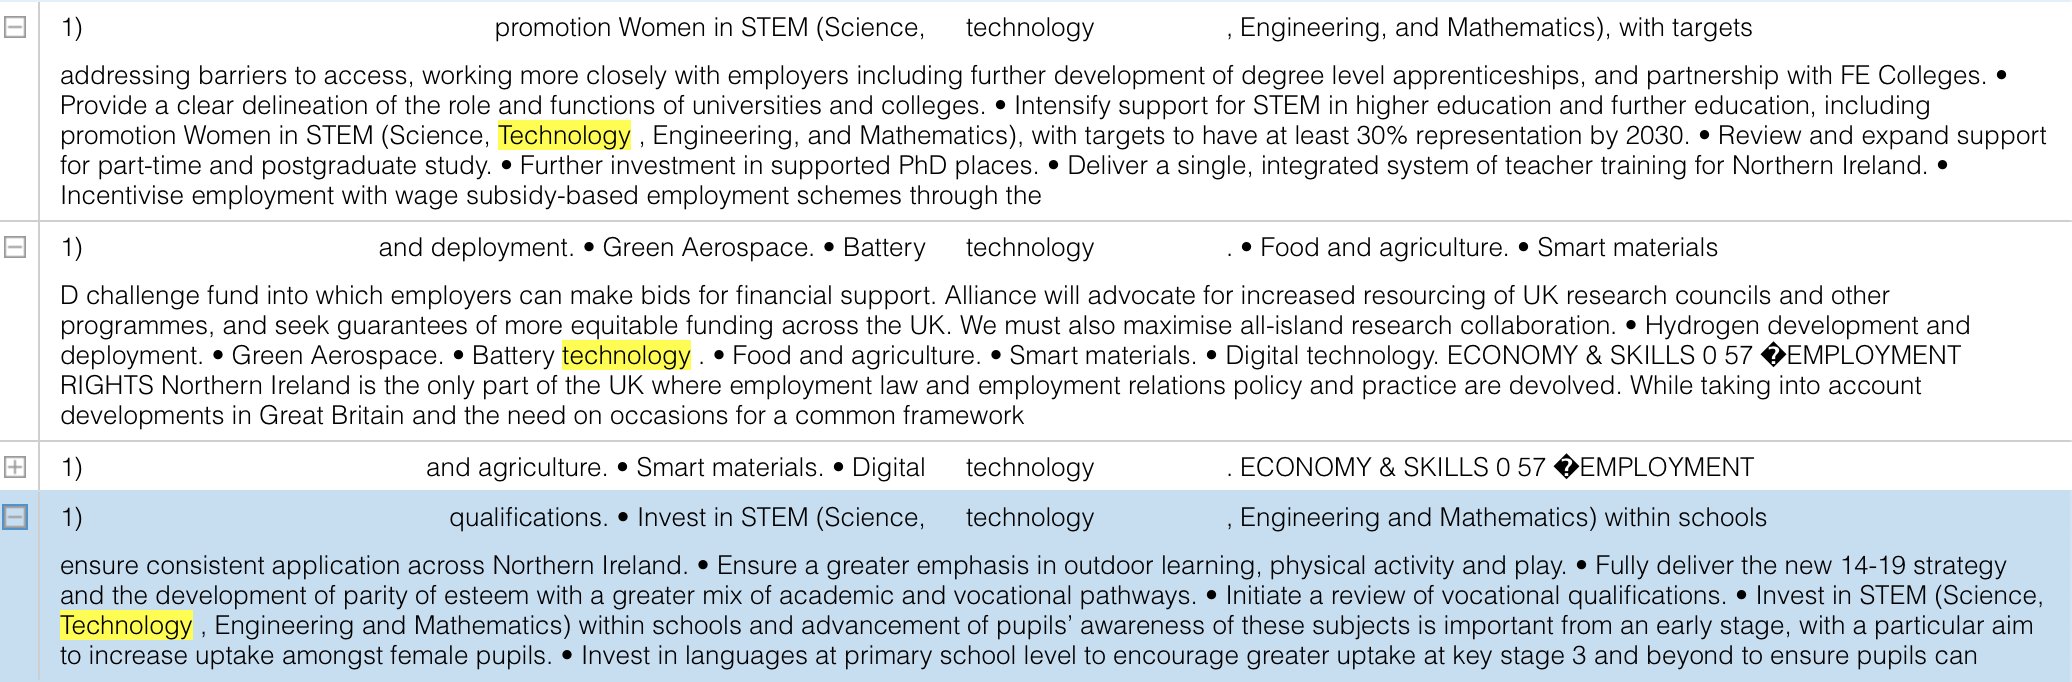 1) promotion Women in STEM (Science, technology , Engineering, and Mathematics), with targets
addressing barriers to access, working more closely with employers including further development of degree level apprenticeships, and partnership with FE Colleges. •
Provide a clear delineation of the role and functions of universities and colleges. • Intensify support for STEM in higher education and further education, including
promotion Women in STEM (Science, Technology , Engineering, and Mathematics), with targets to have at least 30% representation by 2030. • Review and expand support
for part-time and postgraduate study. • Further investment in supported PhD places. • Deliver a single, integrated system of teacher training for Northern Ireland. •
Incentivise employment with wage subsidy-based employment schemes through the
1) and deployment. • Green Aerospace. • Battery technology . • Food and agriculture. • Smart materials
D challenge fund into which employers can make bids for financial support. Alliance will advocate for increased resourcing of UK research councils and other
programmes, and seek guarantees of more equitable funding across the UK. We must also maximise all-island research collaboration. • Hydrogen development and
deployment. • Green Aerospace. • Battery technology . • Food and agriculture. • Smart materials. • Digital technology. ECONOMY & SKILLS 0 57 �EMPLOYMENT
RIGHTS Northern Ireland is the only part of the UK where employment law and employment relations policy and practice are devolved. While taking into account
developments in Great Britain and the need on occasions for a common framework
1) and agriculture. • Smart materials. • Digital technology . ECONOMY & SKILLS 0 57 �EMPLOYMENT
1) qualifications. • Invest in STEM (Science, technology , Engineering and Mathematics) within schools
ensure consistent application across Northern Ireland. • Ensure a greater emphasis in outdoor learning, physical activity and play. • Fully deliver the new 14-19 strategy
and the development of parity of esteem with a greater mix of academic and vocational pathways. • Initiate a review of vocational qualifications. • Invest in STEM (Science,
Technology , Engineering and Mathematics) within schools and advancement of pupils’ awareness of these subjects is important from an early stage, with a particular aim
to increase uptake amongst female pupils. • Invest in languages at primary school level to encourage greater uptake at key stage 3 and beyond to ensure pupils can